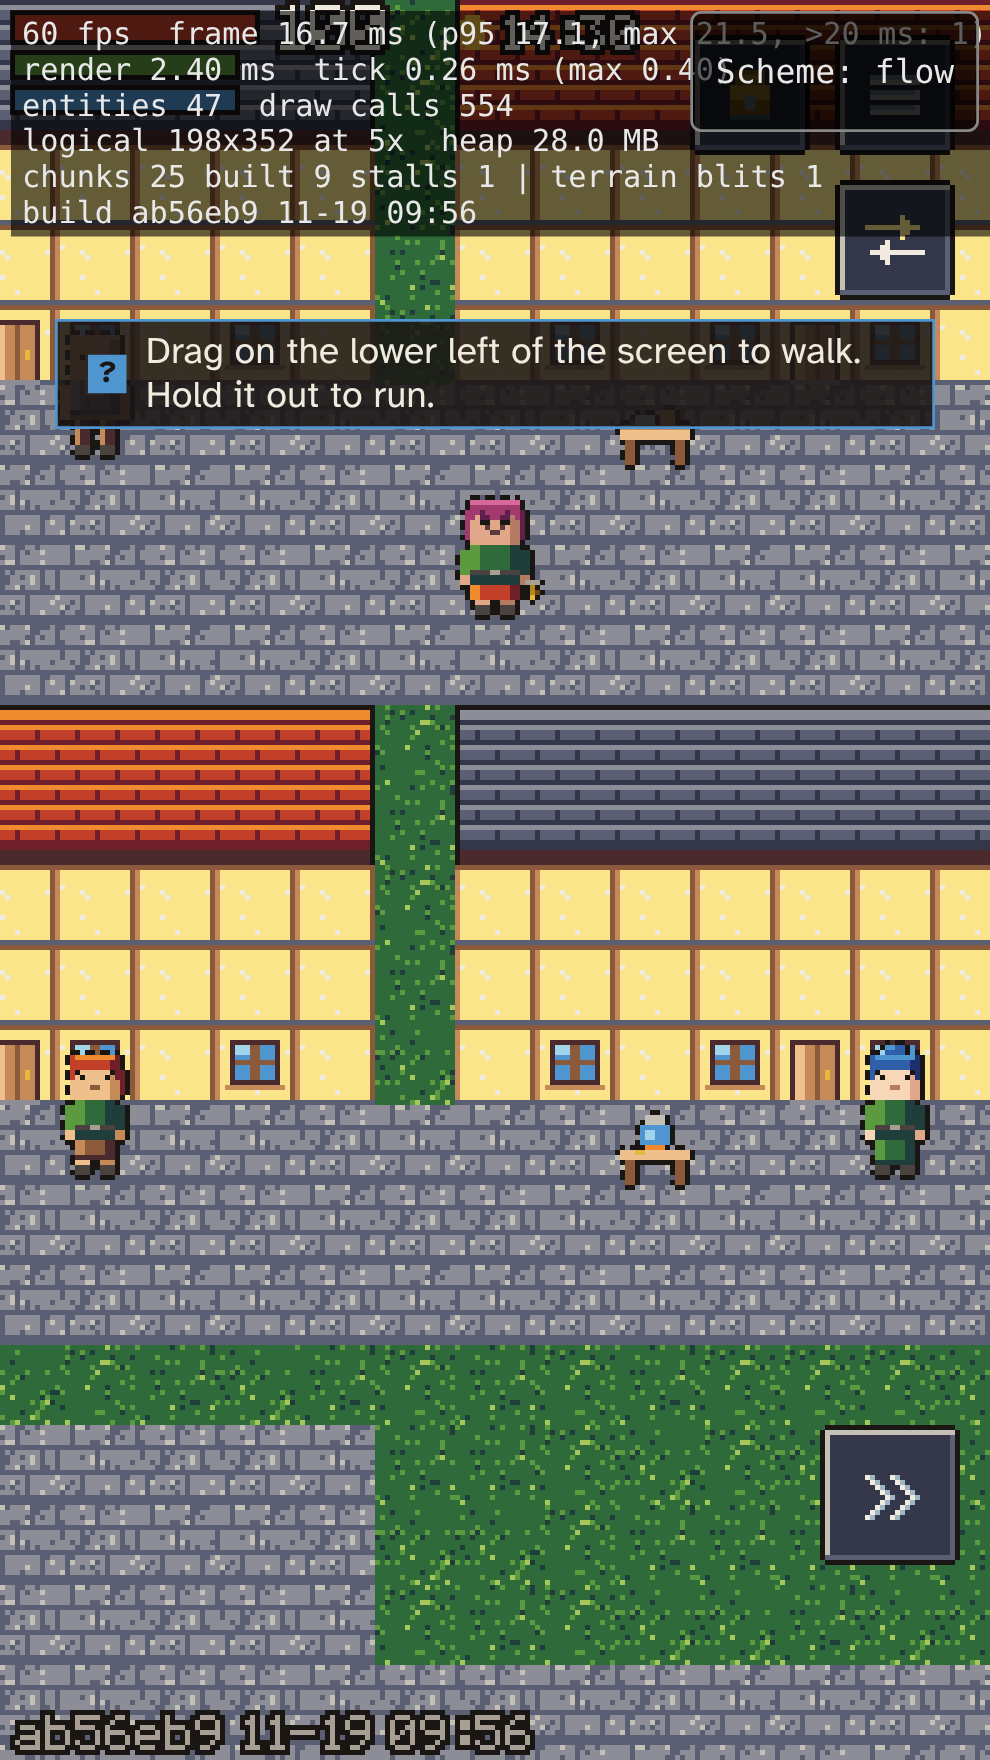 60 fps  frame 16.7 ms (p95 17.1, max 21.5, >20 ms: 1)
render 2.40 ms  tick 0.26 ms (max 0.40)
Scheme: flow
entities 47  draw calls 554
logical 198x352 at 5x  heap 28.0 MB
chunks 25 built 9 stalls 1 | terrain blits 1
build ab56eb9 11-19 09:56
? Drag on the lower left of the screen to walk.
Hold it out to run.
ab56eb9 11-19 09:56